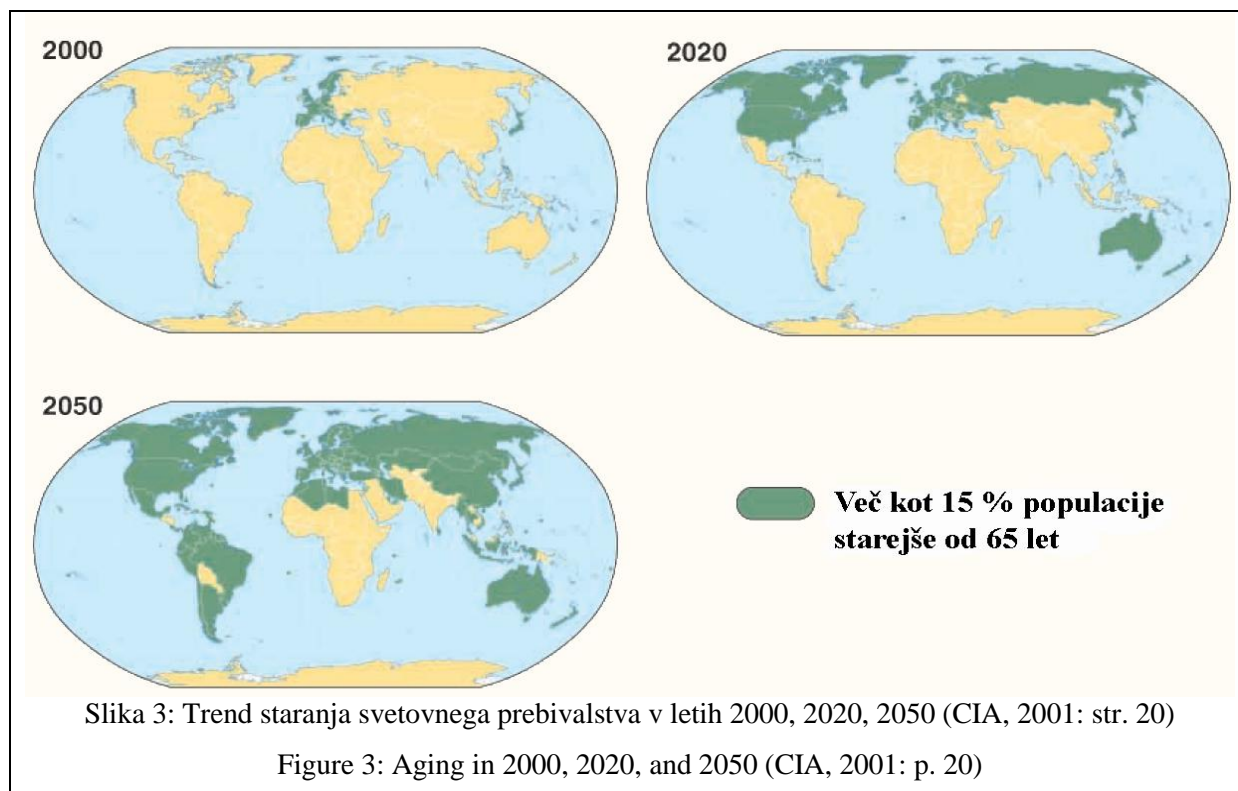 2000
2020
2050
Več kot 15 % populacije
starejše od 65 let
Slika 3: Trend staranja svetovnega prebivalstva v letih 2000, 2020, 2050 (CIA, 2001: str. 20)
Figure 3: Aging in 2000, 2020, and 2050 (CIA, 2001: p. 20)